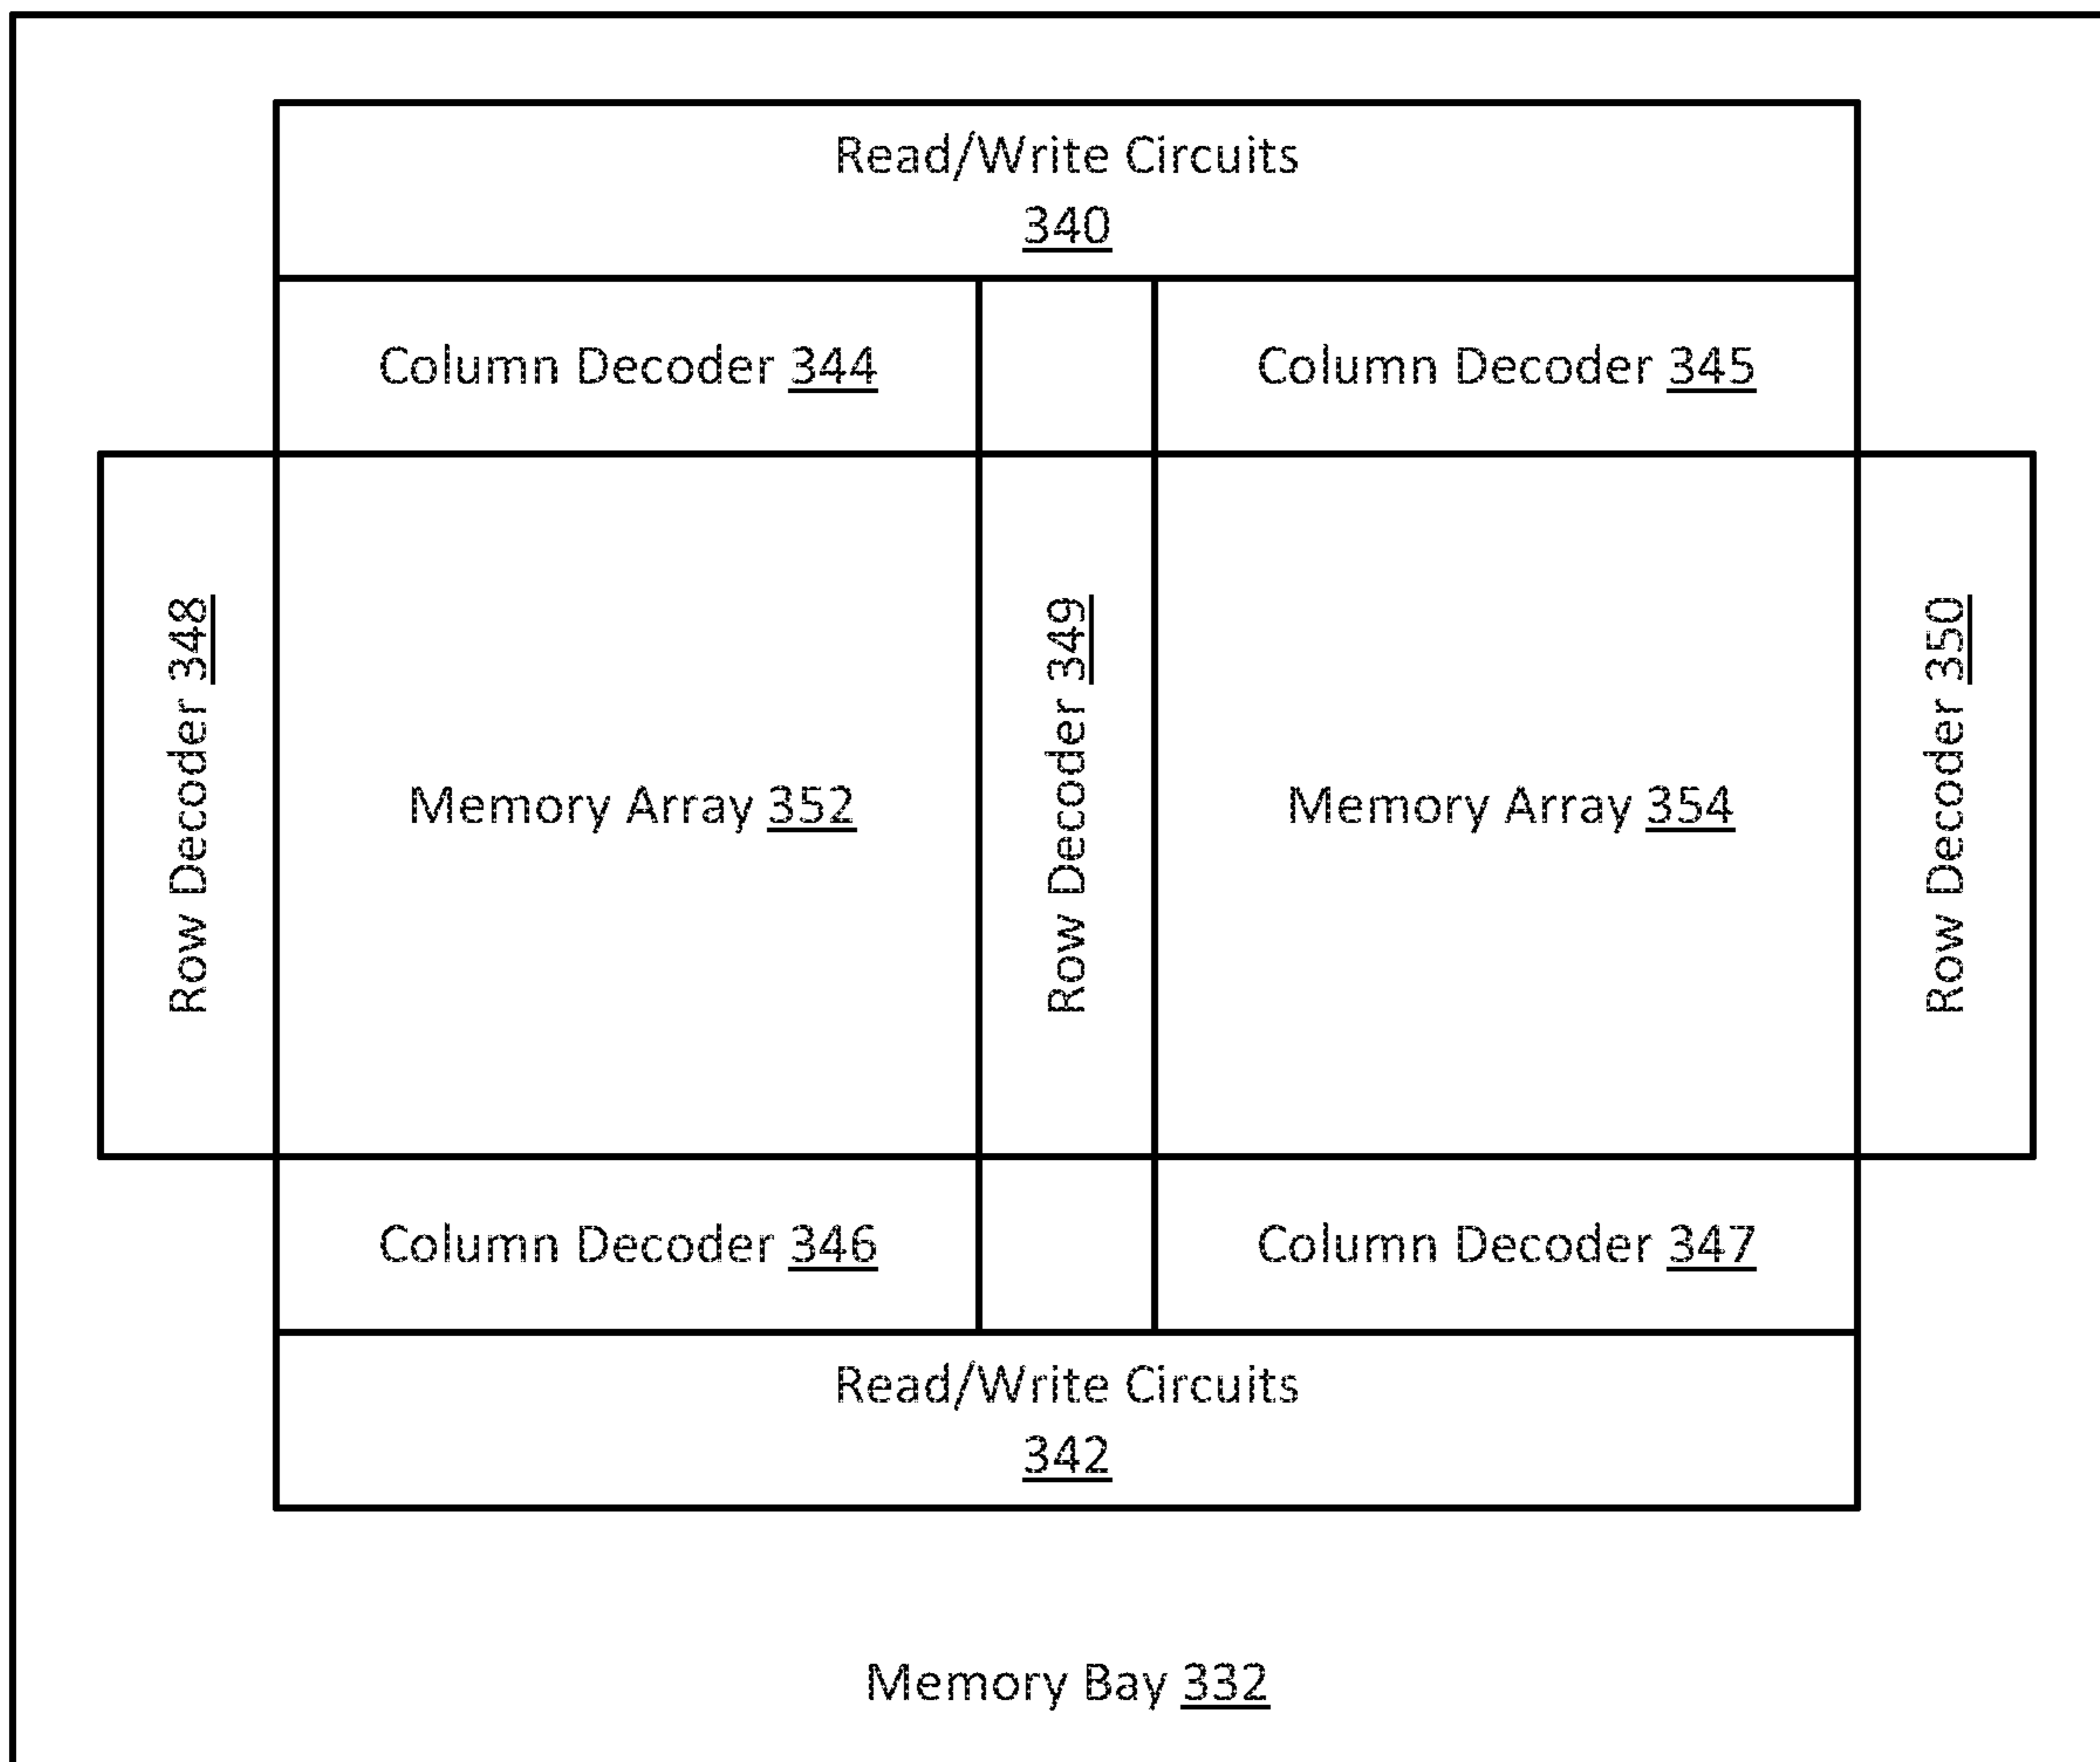 Read/Write Circuits
340
Column Decoder 344
Column Decoder 345
Row Decoder 348
Memory Array 352
Row Decoder 349
Memory Array 354
Row Decoder 350
Column Decoder 346
Column Decoder 347
Read/Write Circuits
342
Memory Bay 332